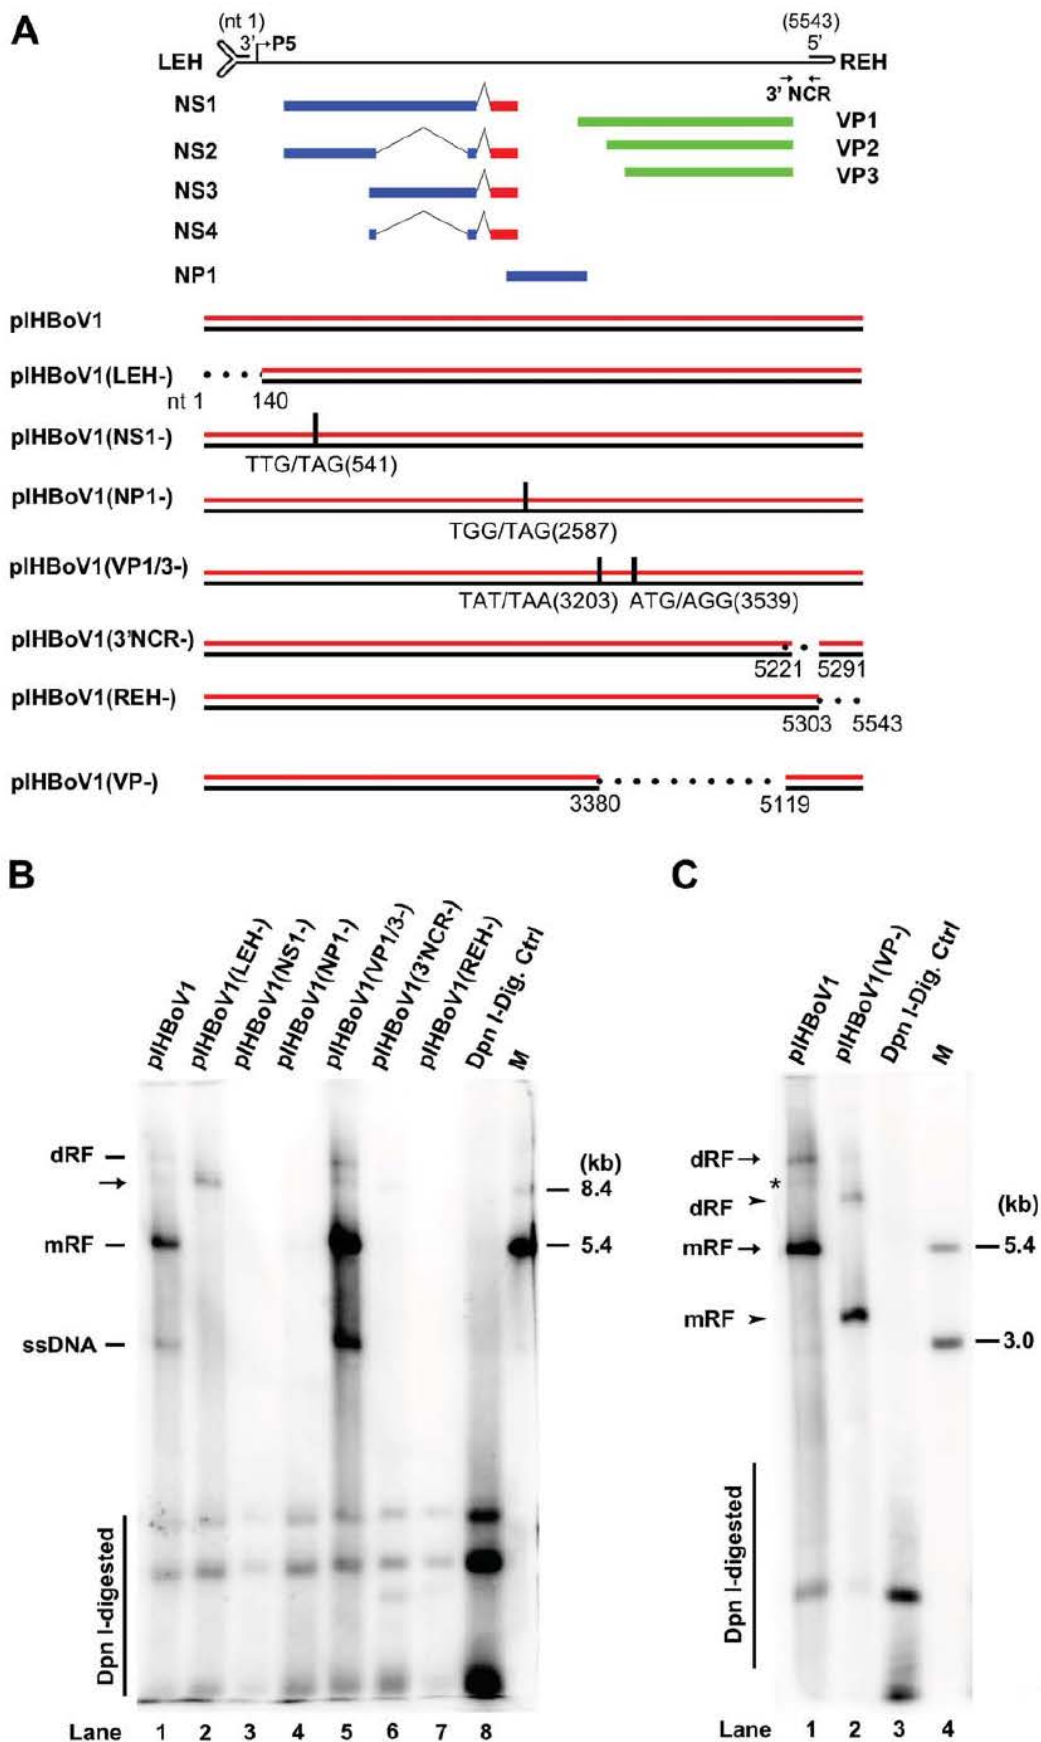 A
(nt 1)
(5543)
3'
P5
5'
LEH
REH
3' NCR
NS1
VP1
NS2
VP2
NS3
VP3
NS4
NP1
pIHBoV1
pIHBoV1(LEH-)
nt 1
140
pIHBoV1(NS1-)
TTG/TAG(541)
pIHBoV1(NP1-)
TGG/TAG(2587)
pIHBoV1(VP1/3-)
TAT/TAA(3203) ATG/AGG(3539)
pIHBoV1(3'NCR-)
5221 5291
pIHBoV1(REH-)
5303 5543
pIHBoV1(VP-)
3380
5119
B
pIHBoV1
pIHBoV1(LEH-)
pIHBoV1(NS1-)
pIHBoV1(NP1-)
pIHBoV1(VP1/3-)
pIHBoV1(3'NCR-)
pIHBoV1(REH-)
Dpn I-Dig. Ctrl
M
dRF
(kb)
8.4
mRF
5.4
ssDNA
Dpn I-digested
Lane 1 2 3 4 5 6 7 8
C
pIHBoV1
pIHBoV1(VP-)
Dpn I-Dig. Ctrl
M
dRF
*
dRF
(kb)
mRF
5.4
mRF
3.0
Dpn I-digested
Lane 1 2 3 4